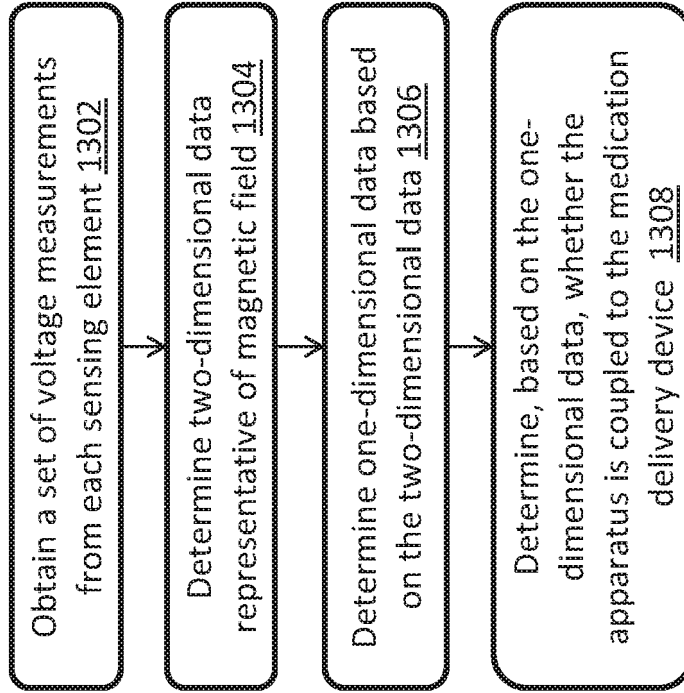 Obtain a set of voltage measurements
from each sensing element 1302
Determine two-dimensional data
representative of magnetic field 1304
Determine one-dimensional data based
on the two-dimensional data 1306
Determine, based on the one-
dimensional data, whether the
apparatus is coupled to the medication
delivery device 1308